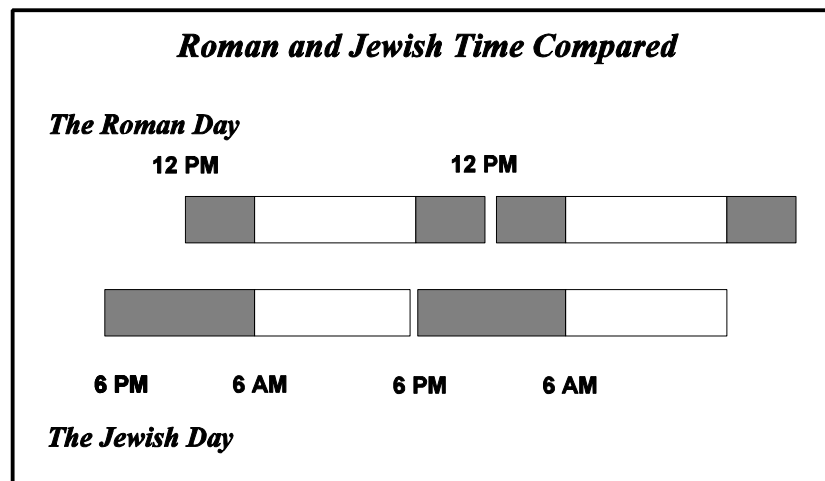 Roman and Jewish Time Compared
The Roman Day
12 PM 12 PM
6 PM 6 AM 6 PM 6 AM
The Jewish Day